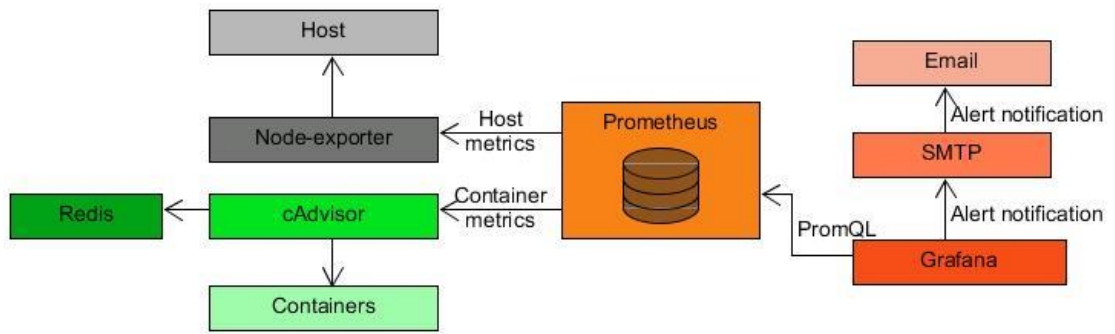 Host
Email
Node-exporter
Host
metrics
Prometheus
Alert notification
SMTP
Redis
cAdvisor
Container
metrics
Alert notification
PromQL
Grafana
Containers